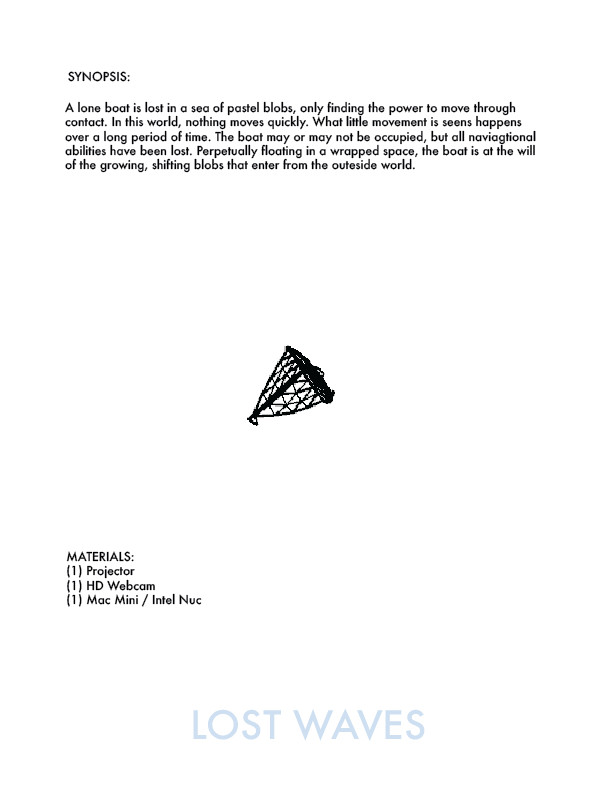 SYNOPSIS:
A lone boat is lost in a sea of pastel blobs, only finding the power to move through
contact. In this world, nothing moves quickly. What little movement is seens happens
over a long period of time. The boat may or may not be occupied, but all naviagtional
abilities have been lost. Perpetually floating in a wrapped space, the boat is at the will
of the growing, shifting blobs that enter from the outeside world.
MATERIALS:
(1) Projector
(1) HD Webcam
(1) Mac Mini / Intel Nuc
LOST WAVES